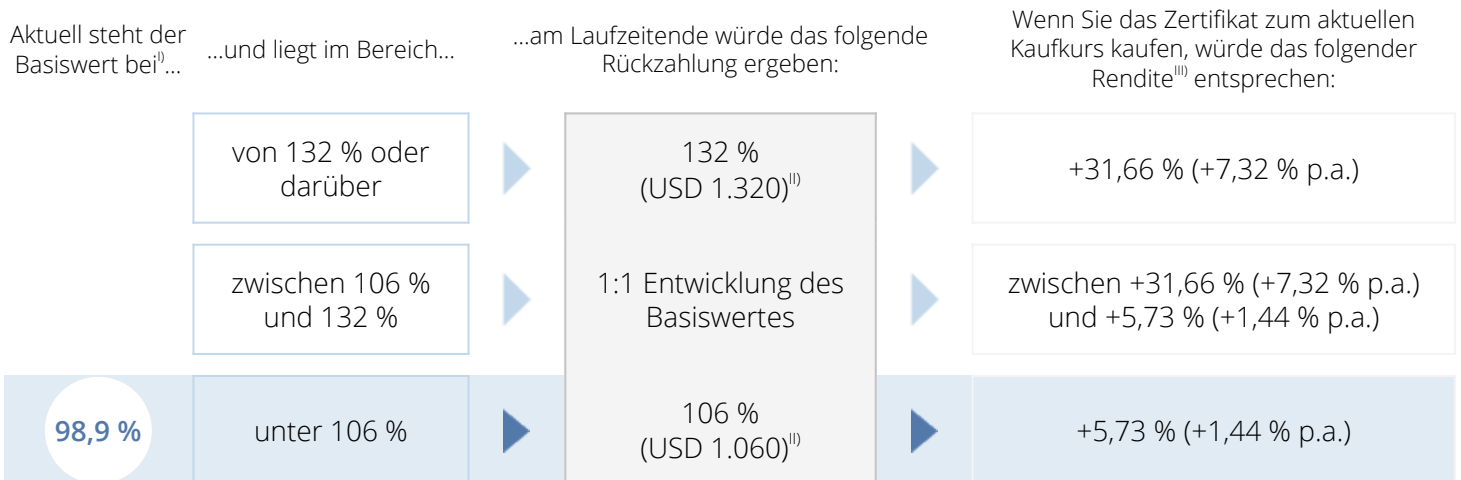 Aktuell steht der
Basiswert bei^I)...
...und liegt im Bereich...
...am Laufzeitende würde das folgende
Rückzahlung ergeben:
Wenn Sie das Zertifikat zum aktuellen
Kaufkurs kaufen, würde das folgender
Rendite^III) entsprechen:
von 132 % oder
darüber
132 %
(USD 1.320)^II)
+31,66 % (+7,32 % p.a.)
zwischen 106 %
und 132 %
1:1 Entwicklung des
Basiswertes
zwischen +31,66 % (+7,32 % p.a.)
und +5,73 % (+1,44 % p.a.)
98,9 %
unter 106 %
106 %
(USD 1.060)^II)
+5,73 % (+1,44 % p.a.)